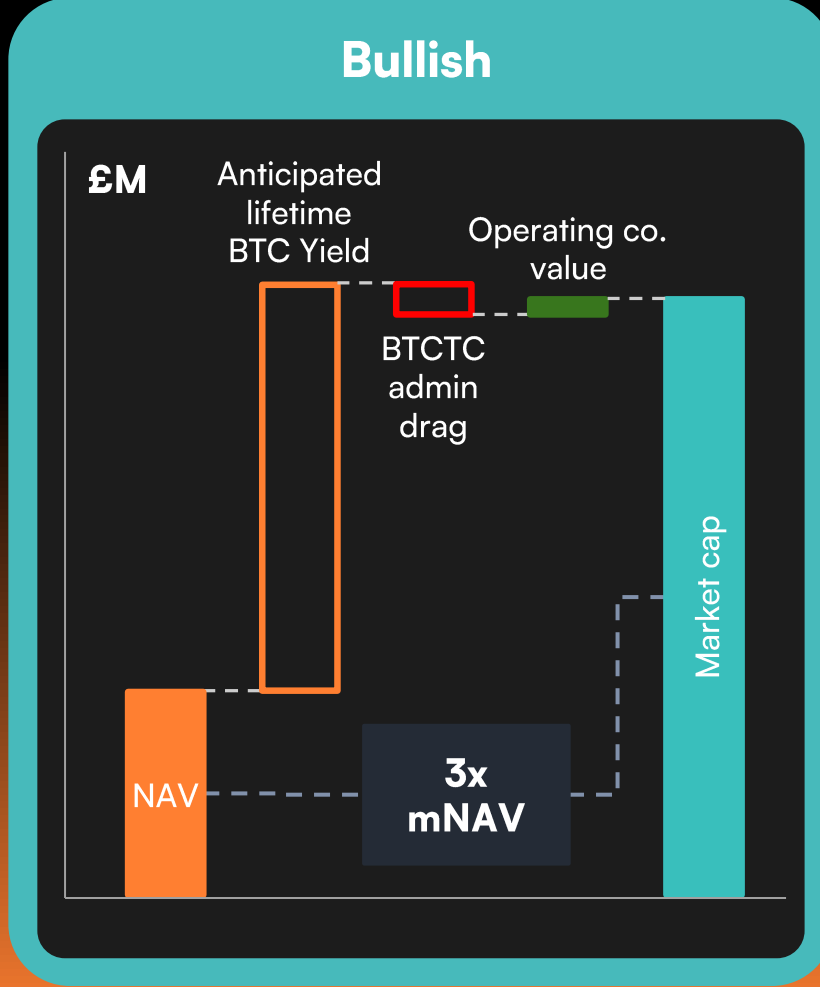 Bullish
£M
Anticipated
lifetime
BTC Yield
Operating co.
value
BTCTC
admin
drag
Market cap
NAV
3x
mNAV